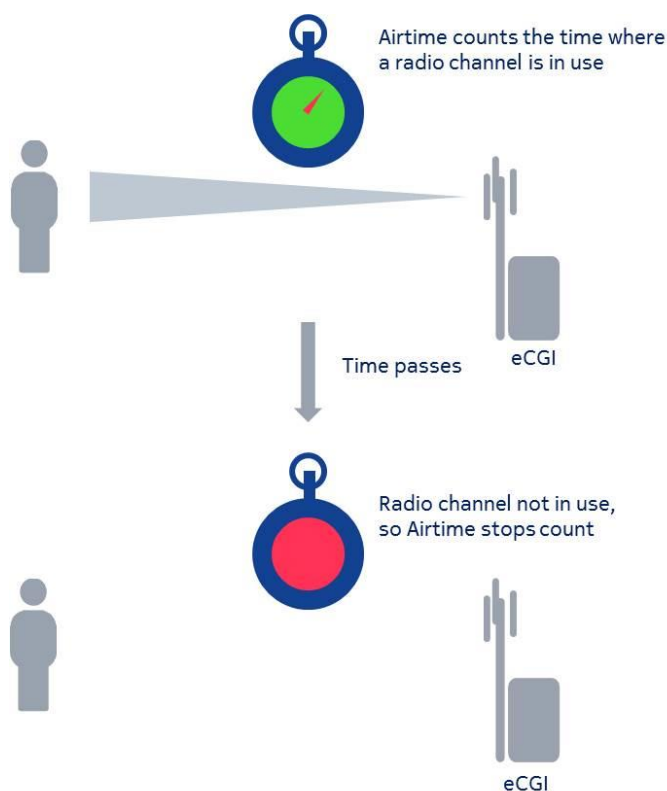 Airtime counts the time where
a radio channel is in use
eCGI
Time passes
Radio channel not in use,
so Airtime stops count
eCGI